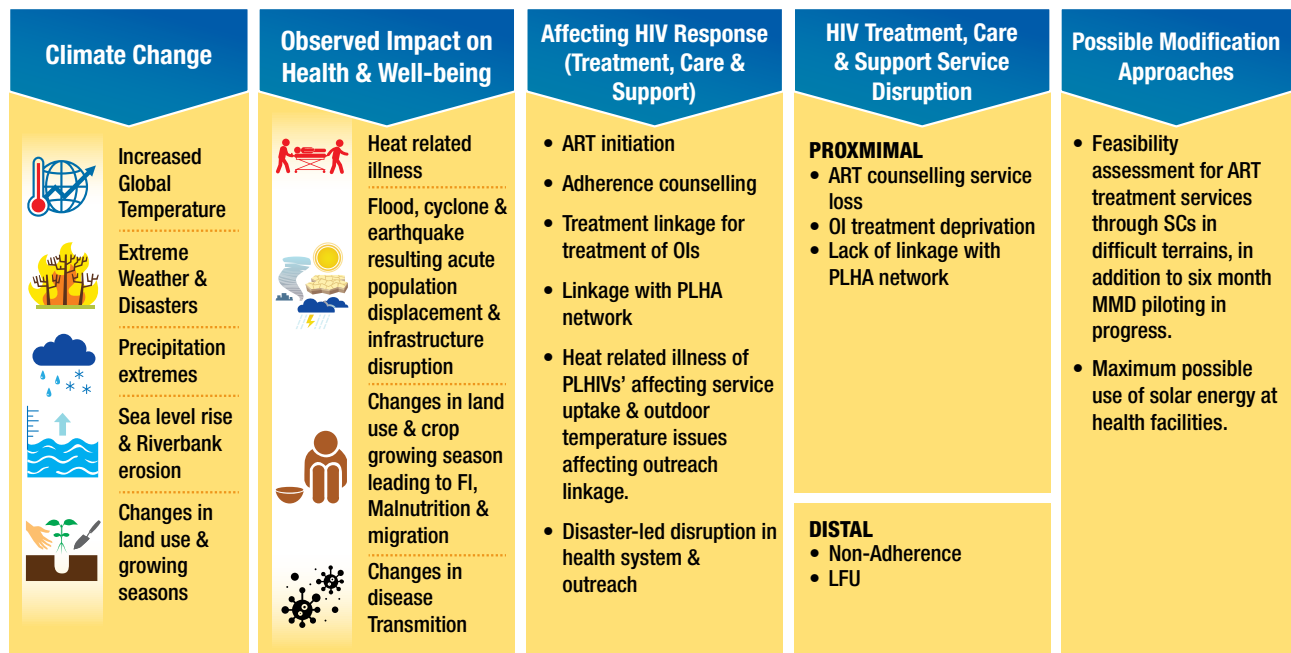 Climate Change
Increased
Global
Temperature
Extreme
Weather &
Disasters
Precipitation
extremes
Sea level rise
& Riverbank
erosion
Changes in
land use &
growing
seasons
Observed Impact on
Health & Well-being
Heat related
illness
Flood, cyclone &
earthquake
resulting acute
population
displacement &
infrastructure
disruption
Changes in land
use & crop
growing season
leading to FI,
Malnutrition &
migration
Changes in
disease
Transmition
Affecting HIV Response
(Treatment, Care &
Support)
• ART initiation
• Adherence counselling
• Treatment linkage for
treatment of OIs
• Linkage with PLHA
network
• Heat related illness of
PLHIVs' affecting service
uptake & outdoor
temperature issues
affecting outreach
linkage.
• Disaster-led disruption in
health system &
outreach
HIV Treatment, Care
& Support Service
Disruption
PROXMIMAL
• ART counselling service
loss
• OI treatment deprivation
• Lack of linkage with
PLHA network
DISTAL
• Non-Adherence
• LFU
Possible Modification
Approaches
• Feasibility
assessment for ART
treatment services
through SCs in
difficult terrains, in
addition to six month
MMD piloting in
progress.
• Maximum possible
use of solar energy at
health facilities.